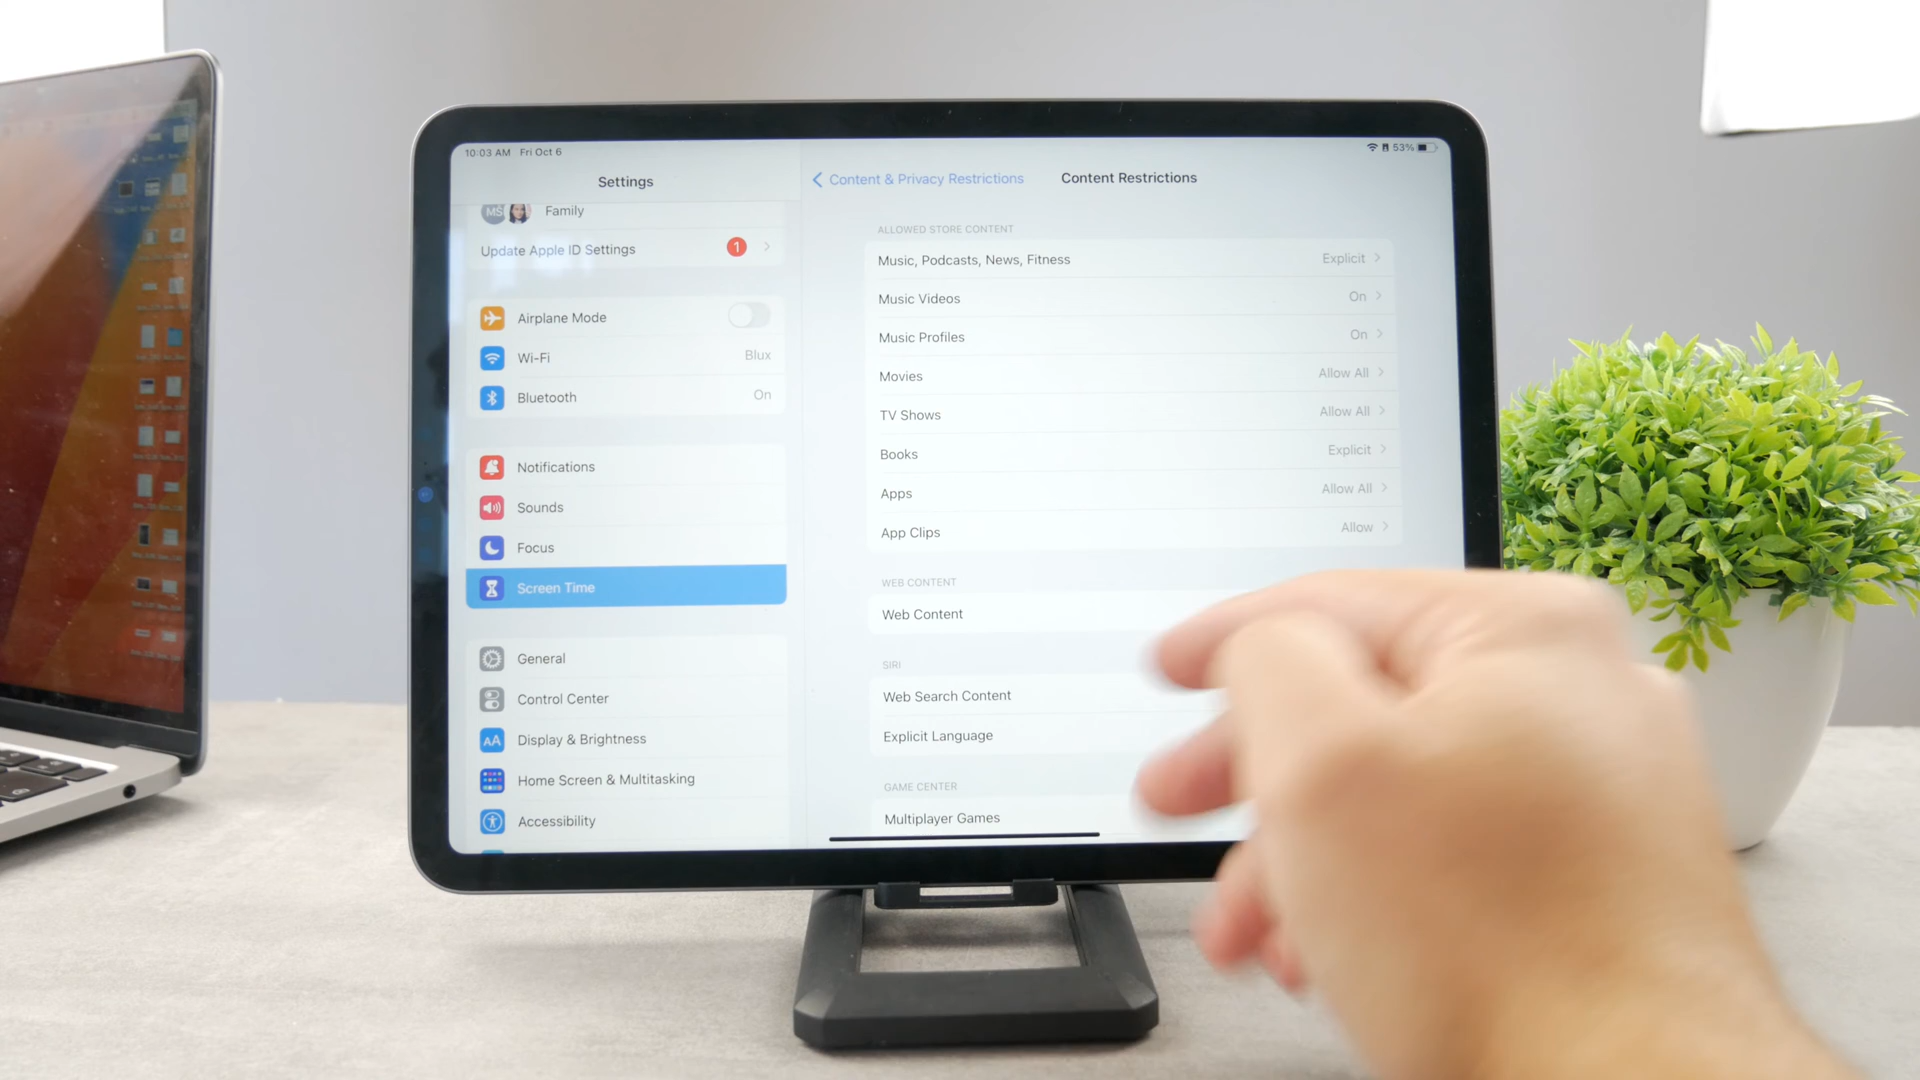 10:03 AM Fri Oct 6
53%
Settings
MS Family
Update Apple ID Settings 1
Airplane Mode
Wi-Fi Blux
Bluetooth On
Notifications
Sounds
Focus
Screen Time
General
Control Center
AA Display & Brightness
Home Screen & Multitasking
Accessibility
Content & Privacy Restrictions Content Restrictions
ALLOWED STORE CONTENT
Music, Podcasts, News, Fitness Explicit
Music Videos On
Music Profiles On
Movies Allow All
TV Shows Allow All
Books Explicit
Apps Allow All
App Clips Allow
WEB CONTENT
Web Content
SIRI
Web Search Content
Explicit Language
GAME CENTER
Multiplayer Games